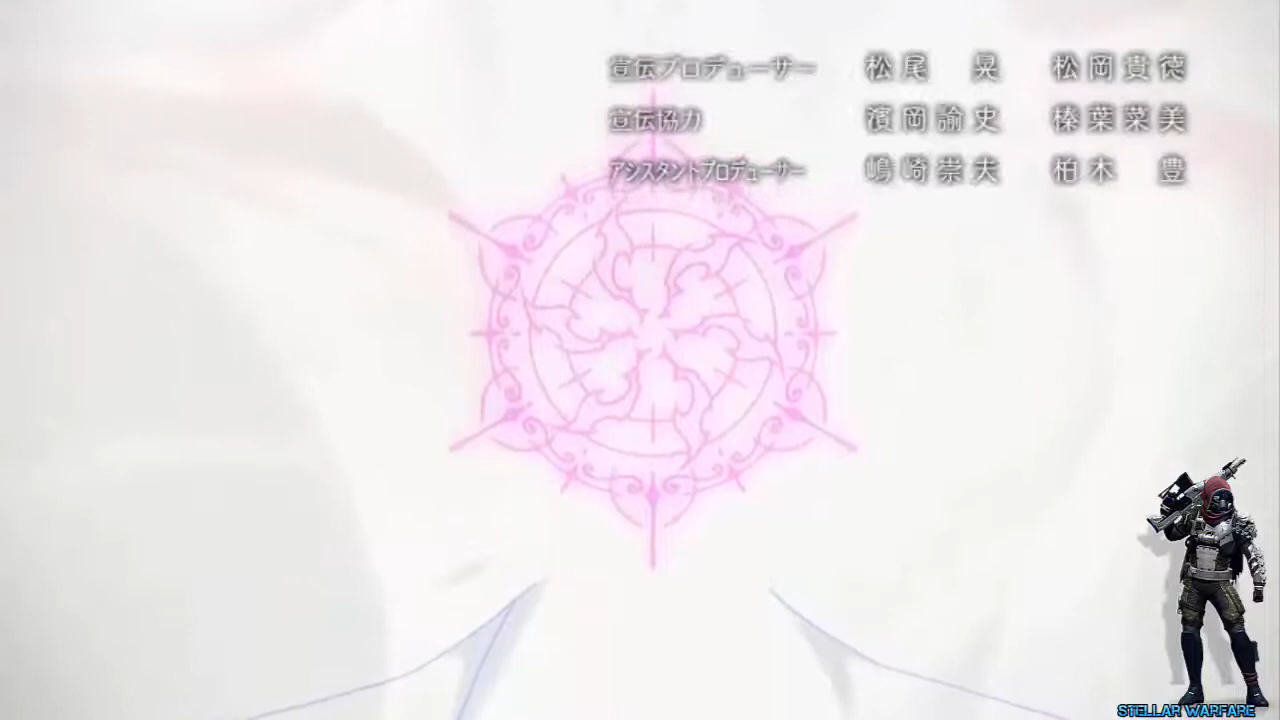 宣伝プロデューサー 松尾 晃 松岡貴徳
宣伝協力 濱岡諭史 榛葉菜美
アシスタントプロデューサー 嶋崎崇夫 柏木 豊
STELLAR WARFARE